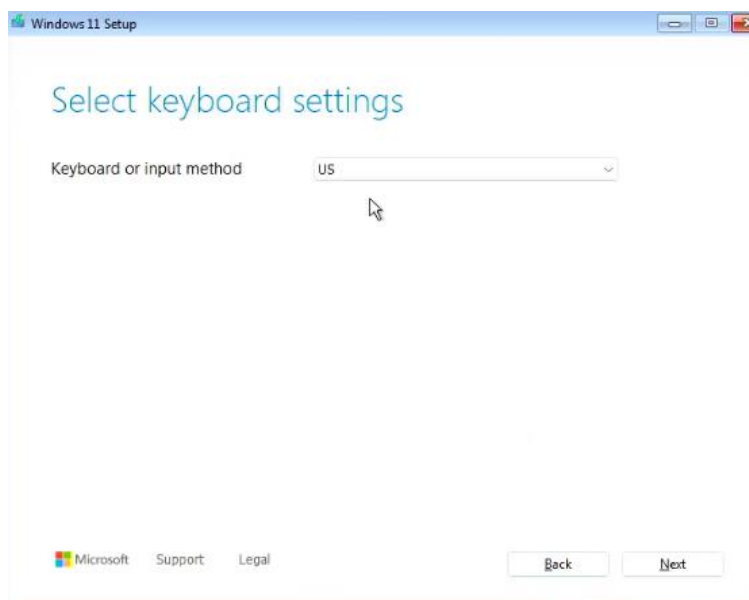 Windows 11 Setup
Select keyboard settings
Keyboard or input method US
Microsoft Support Legal Back Next